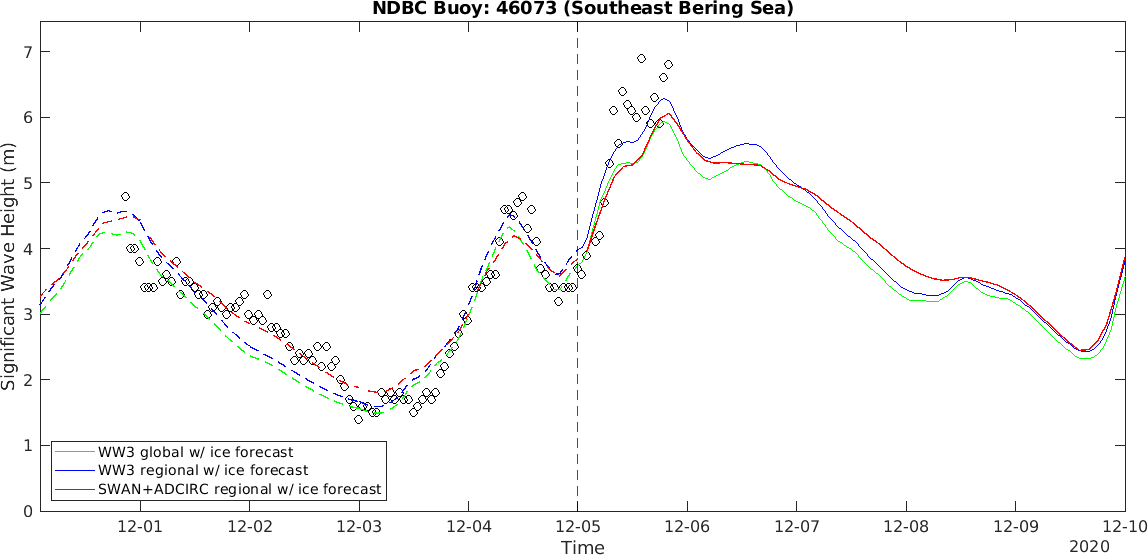 NDBC Buoy: 46073 (Southeast Bering Sea)
Significant Wave Height (m)
7
6
5
4
3
2
1
0
WW3 global w/ ice forecast
WW3 regional w/ ice forecast
SWAN+ADCIRC regional w/ ice forecast
12-01 12-02 12-03 12-04 12-05 12-06 12-07 12-08 12-09 12-10
Time
2020